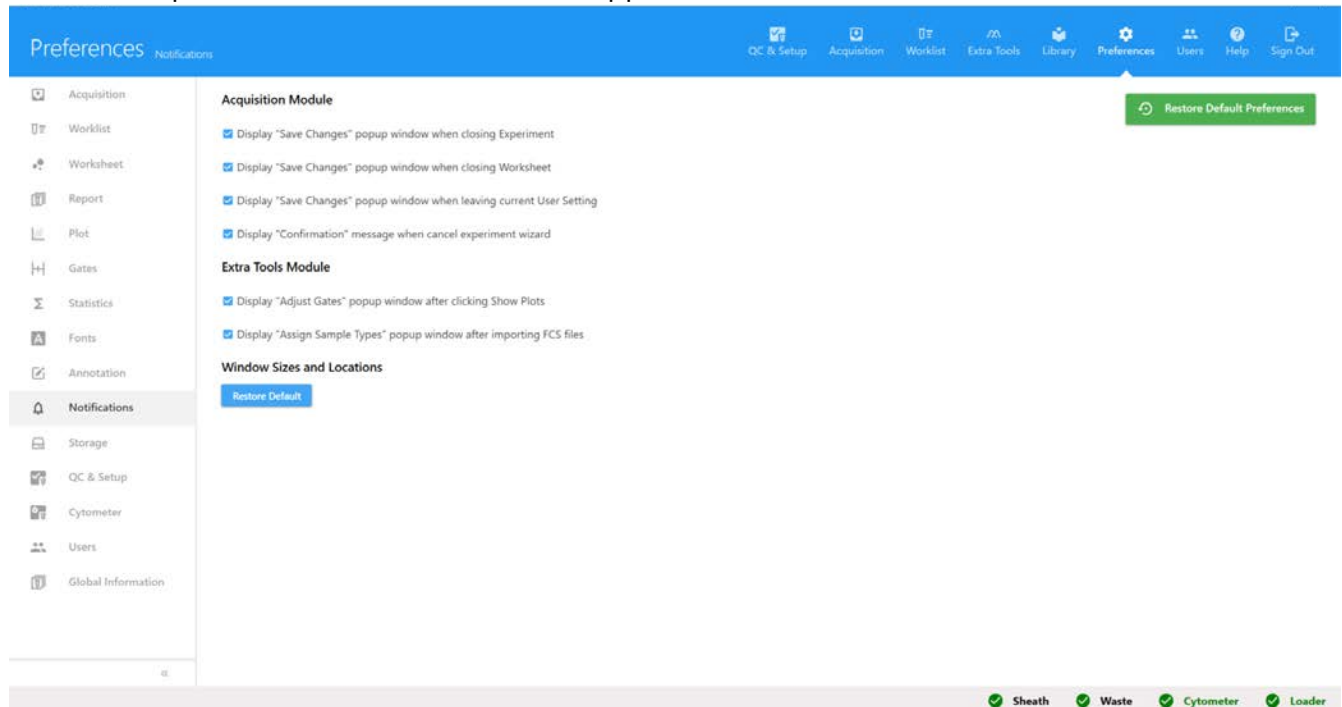 Preferences Notifications
QC & Setup Acquisition Worklist Extra Tools Library Preferences Users Help Sign Out
Acquisition
Worklist
Worksheet
Report
Plot
Gates
Statistics
Fonts
Annotation
Notifications
Storage
QC & Setup
Cytometer
Users
Global Information
Restore Default Preferences
Acquisition Module
Display "Save Changes" popup window when closing Experiment
Display "Save Changes" popup window when closing Worksheet
Display "Save Changes" popup window when leaving current User Setting
Display "Confirmation" message when cancel experiment wizard
Extra Tools Module
Display "Adjust Gates" popup window after clicking Show Plots
Display "Assign Sample Types" popup window after importing FCS files
Window Sizes and Locations
Restore Default
Sheath Waste Cytometer Loader